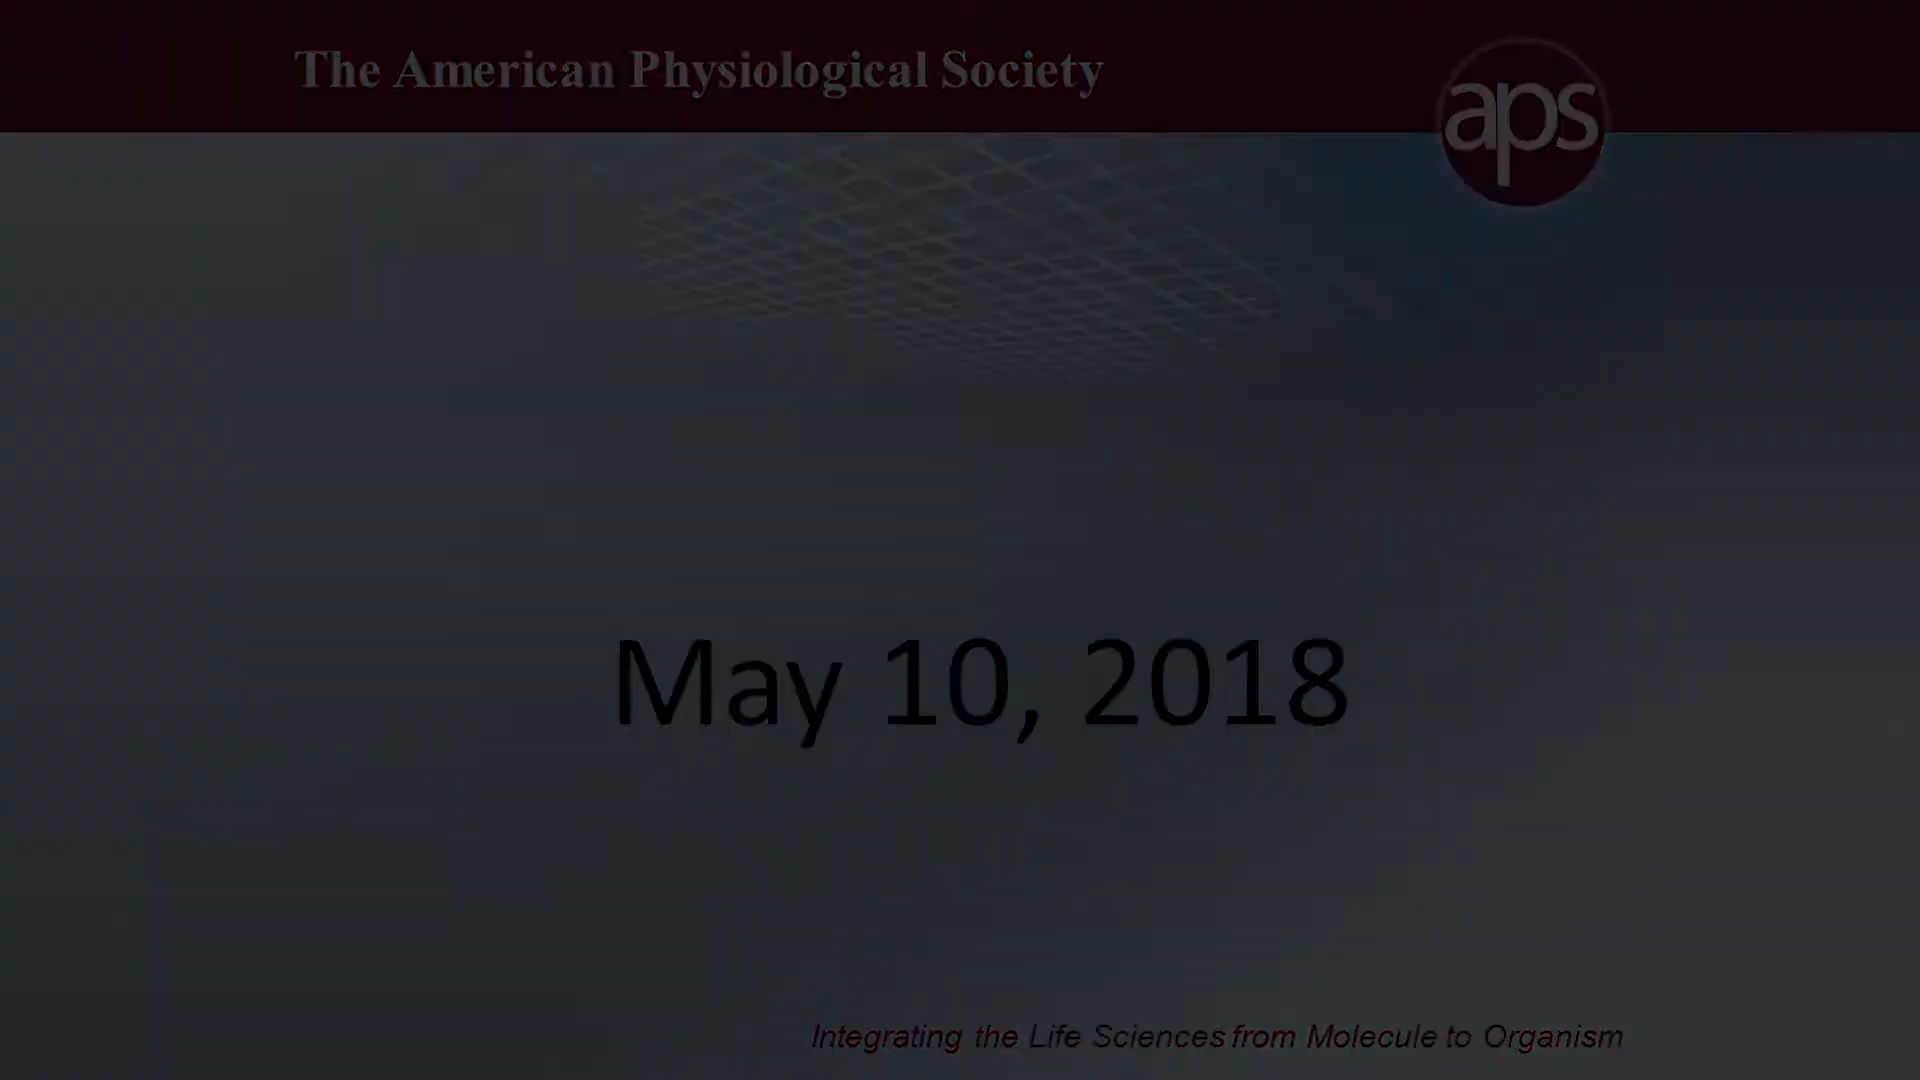 The American Physiological Society
aps
May 10, 2018
Integrating the Life Sciences from Molecule to Organism